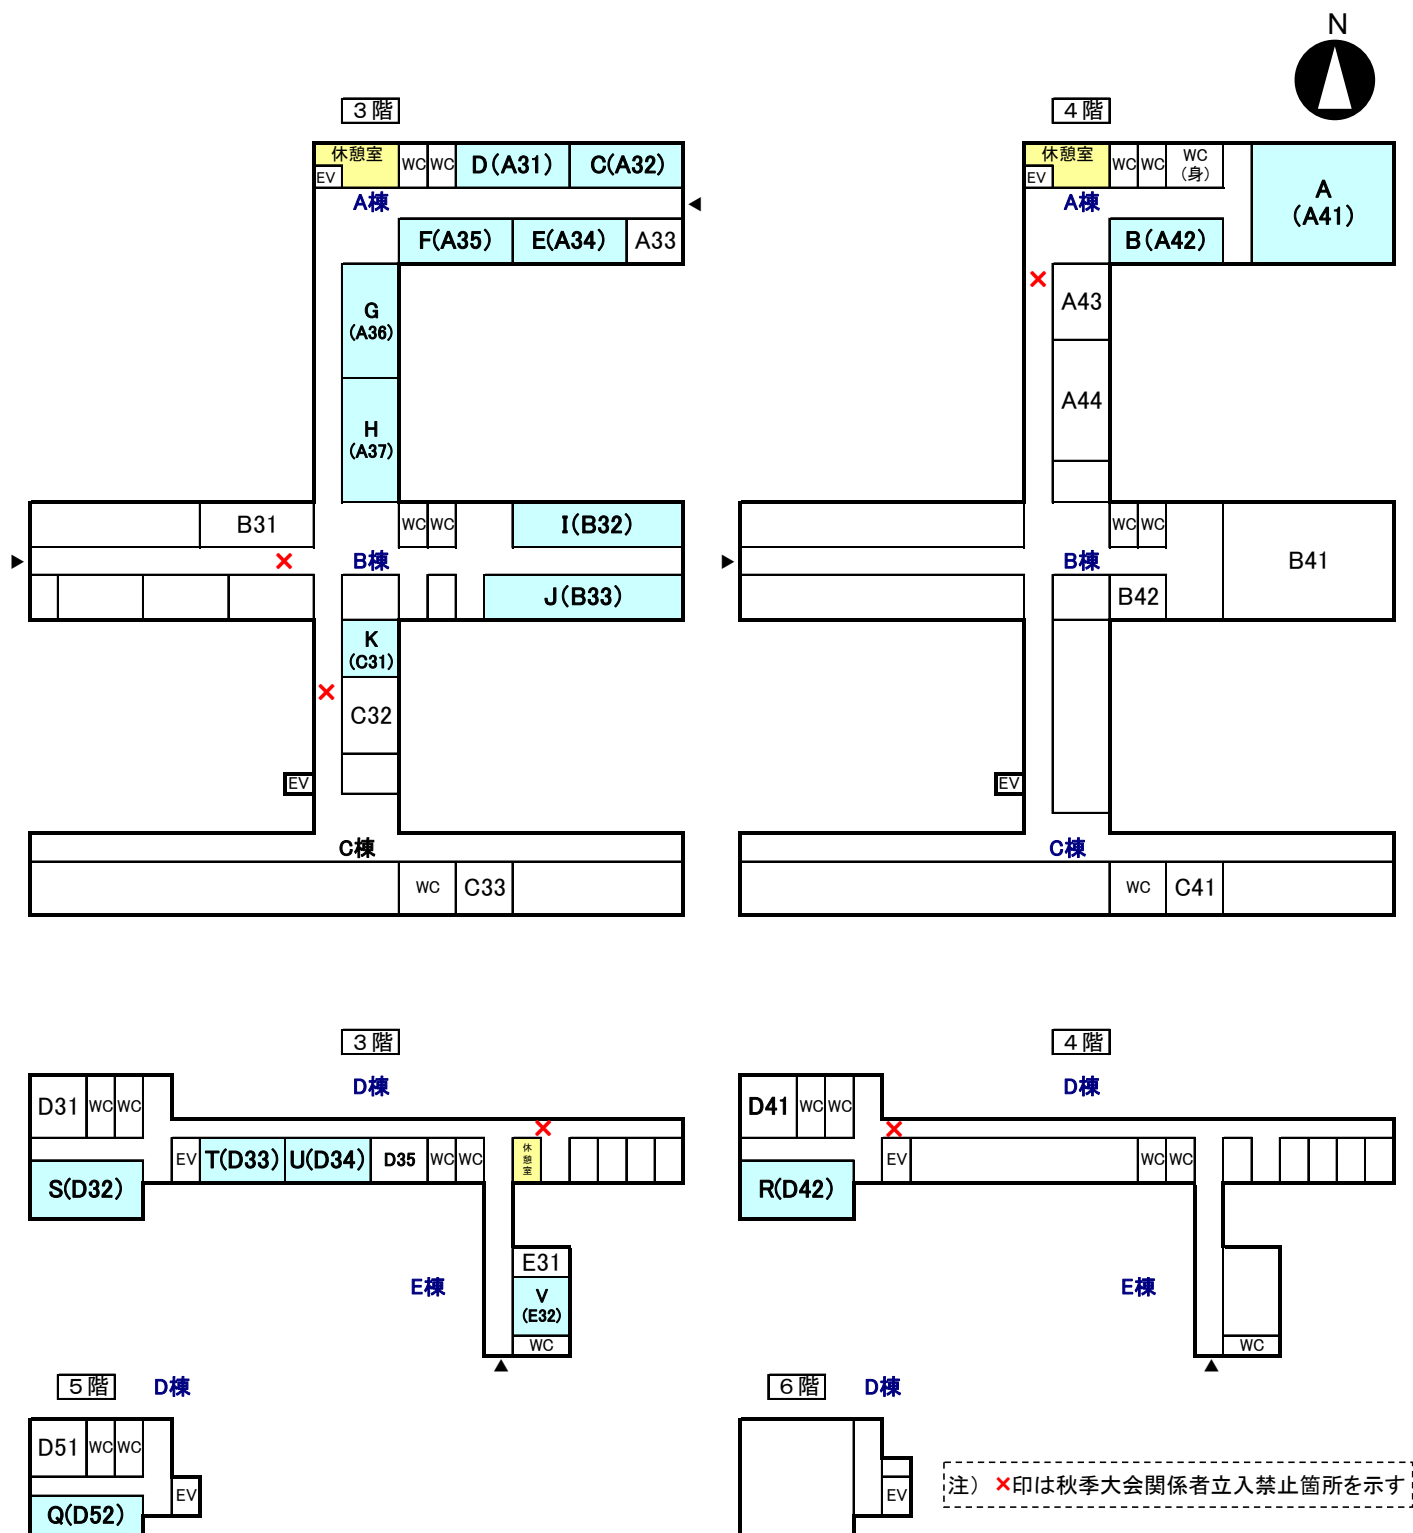 N
３階
休憩室
EV
WC
WC
D(A31)
C(A32)
A棟
F(A35)
E(A34)
A33
G
(A36)
H
(A37)
B31
WC
WC
I(B32)
B棟
J(B33)
K
(C31)
C32
EV
C棟
WC
C33
４階
休憩室
EV
WC
WC
WC
(身)
A
(A41)
A棟
B(A42)
A43
A44
WC
WC
B棟
B41
B42
EV
C棟
WC
C41
３階
D棟
D31
WC
WC
EV
T(D33)
U(D34)
D35
WC
WC
休
憩
室
S(D32)
E棟
E31
V
(E32)
WC
４階
D棟
D41
WC
WC
EV
WC
WC
R(D42)
E棟
WC
５階
D棟
D51
WC
WC
EV
Q(D52)
６階
D棟
EV
注） ×印は秋季大会関係者立入禁止箇所を示す